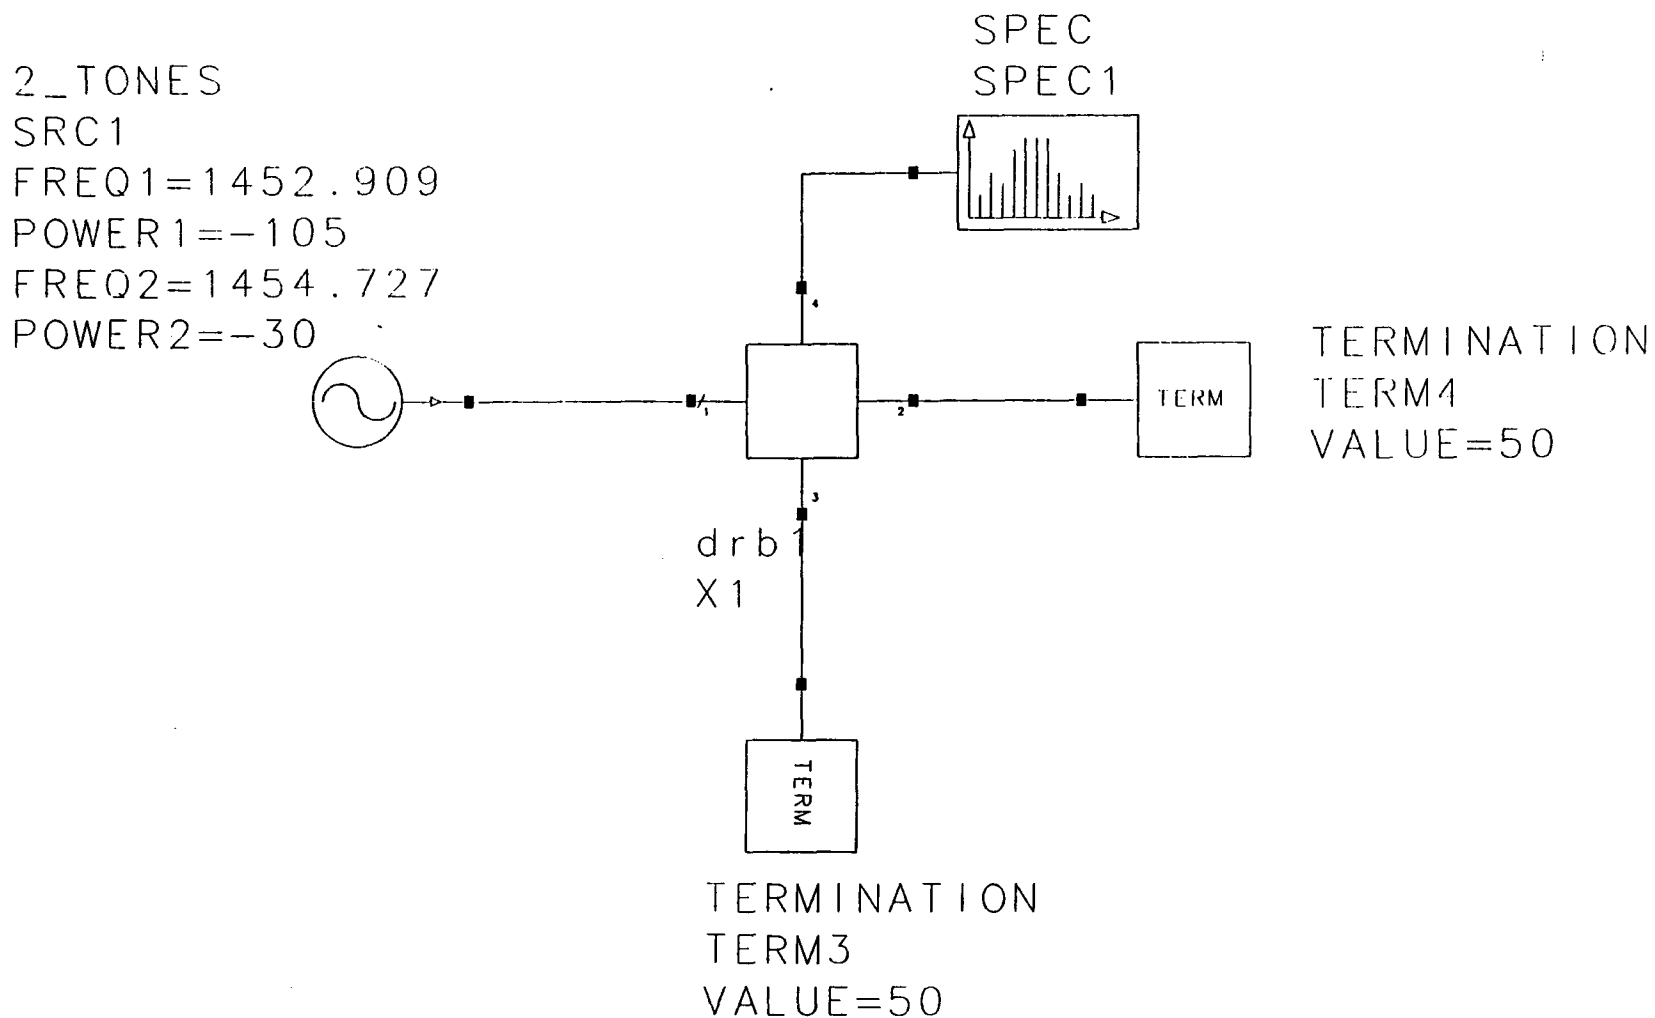 SPEC
SPEC1
2_TONES
SRC1
FREQ1=1452.909
POWER1=-105
FREQ2=1454.727
POWER2=-30
4
1
2
3
TERM
TERMINATION
TERM4
VALUE=50
drb1
X1
TERM
TERMINATION
TERM3
VALUE=50